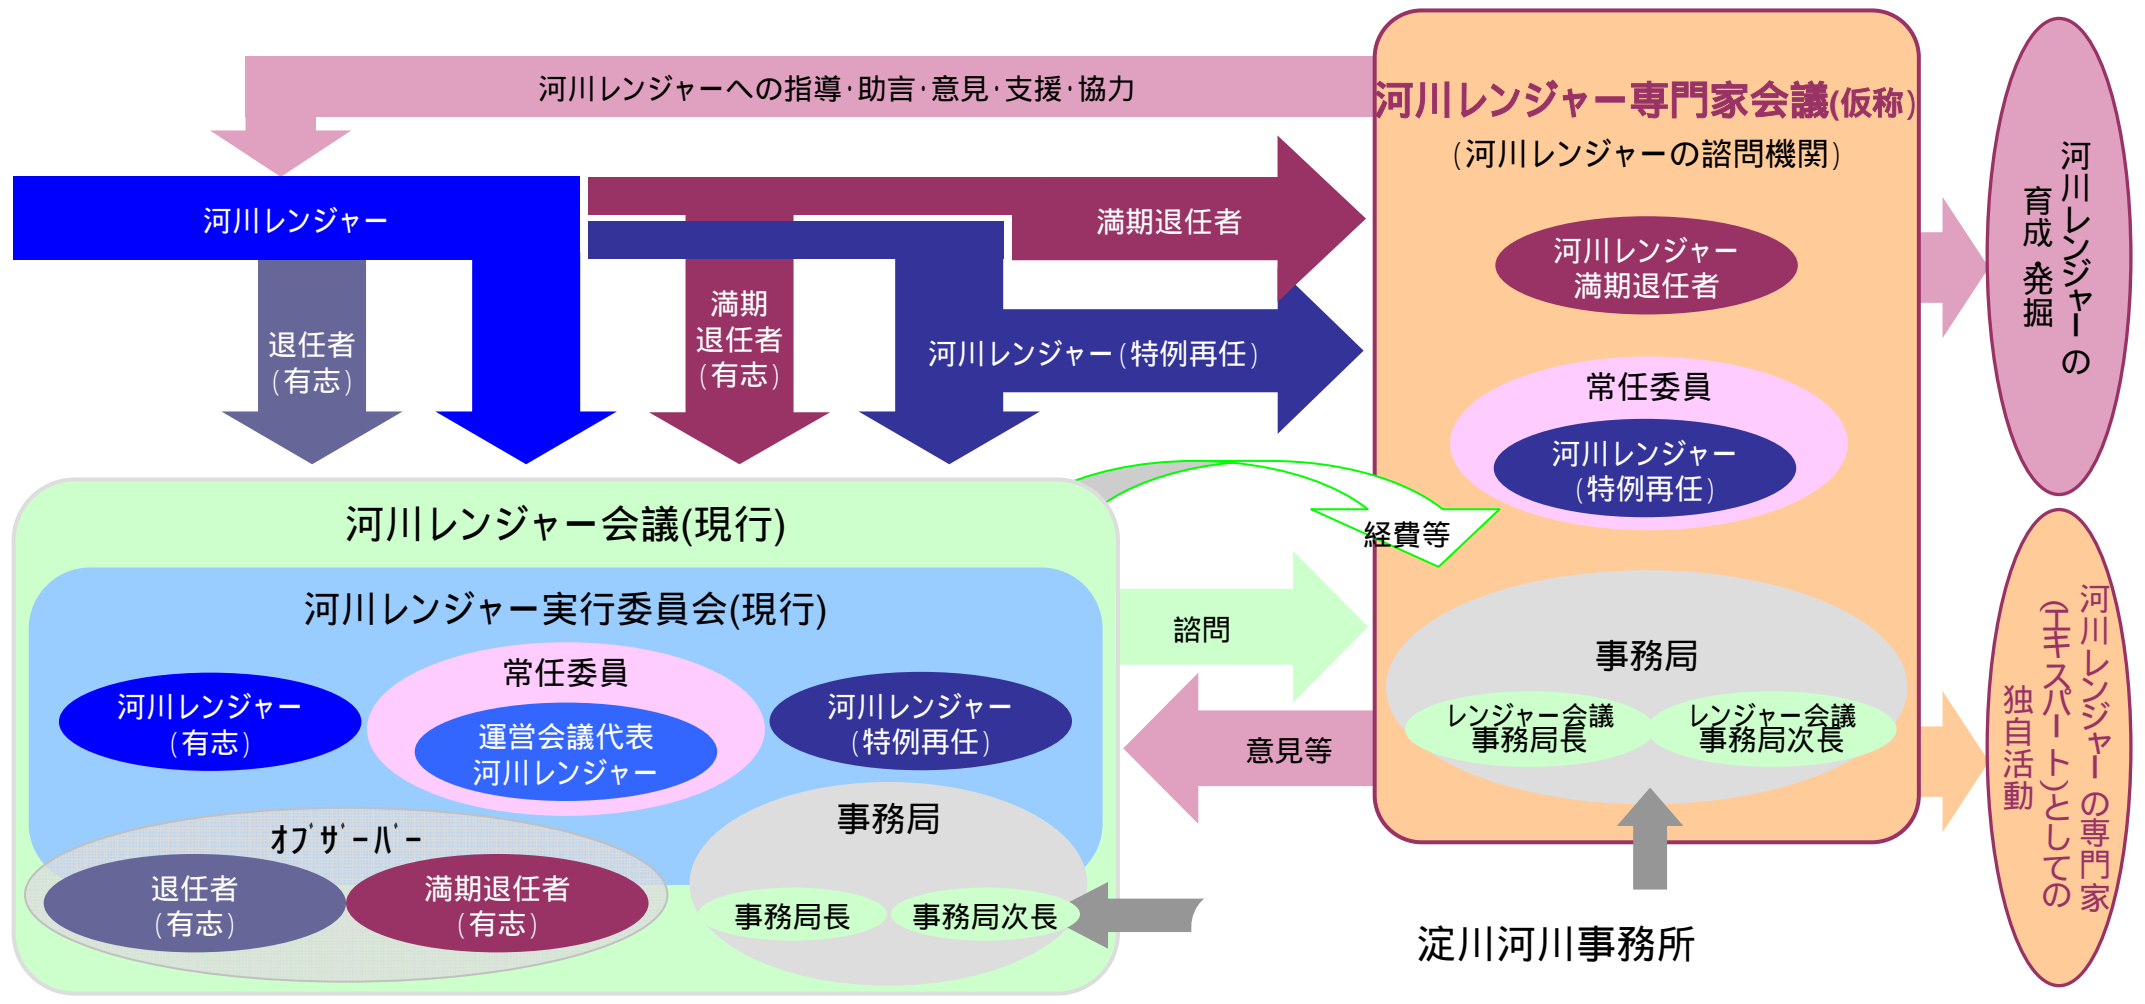 河川レンジャーへの指導･助言･意見･支援･協力
河川レンジャー専門家会議(仮称)
(河川レンジャーの諮問機関)
河川レンジャー
満期退任者
河川レンジャー
満期退任者
退任者
(有志)
満期
退任者
(有志)
河川レンジャー(特例再任)
常任委員
河川レンジャー
(特例再任)
河川レンジャーの
育成・発掘
河川レンジャー会議(現行)
経費等
河川レンジャー実行委員会(現行)
諮問
常任委員
河川レンジャー
(有志)
運営会議代表
河川レンジャー
河川レンジャー
(特例再任)
意見等
事務局
レンジャー会議
事務局長
レンジャー会議
事務局次長
河川レンジャーの専門家
(エキスパート)としての
独自活動
ｵﾌﾞｻﾞｰﾊﾞｰ
退任者
(有志)
満期退任者
(有志)
事務局
事務局長
事務局次長
淀川河川事務所